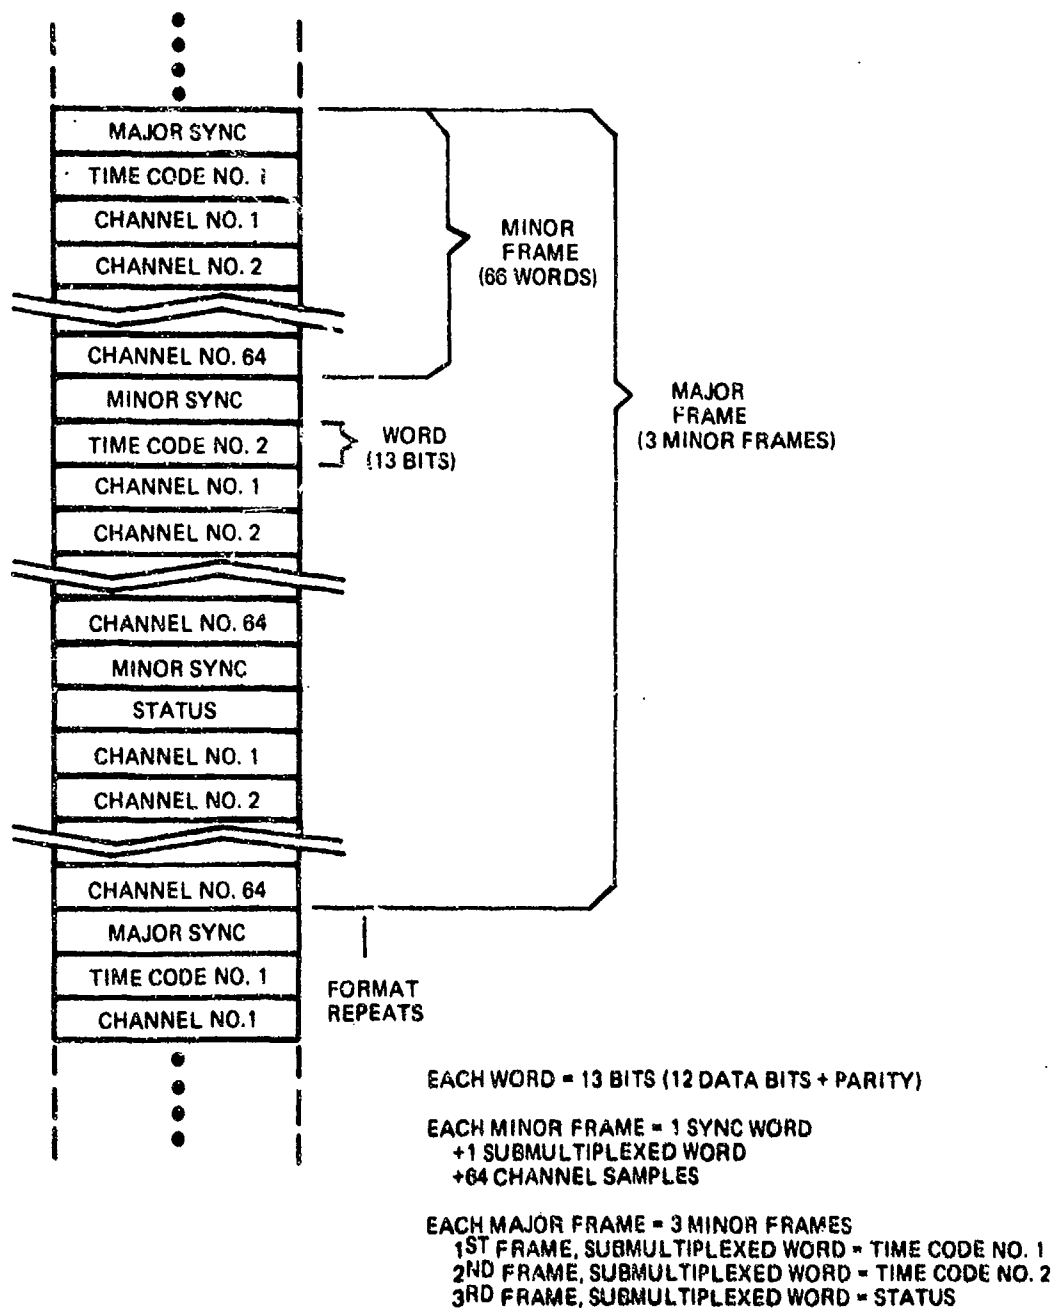 MAJOR SYNC
TIME CODE NO. 1
CHANNEL NO. 1
CHANNEL NO. 2
CHANNEL NO. 64
MINOR SYNC
TIME CODE NO. 2
CHANNEL NO. 1
CHANNEL NO. 2
CHANNEL NO. 64
MINOR SYNC
STATUS
CHANNEL NO. 1
CHANNEL NO. 2
CHANNEL NO. 64
MAJOR SYNC
TIME CODE NO. 1
CHANNEL NO.1
MINOR
FRAME
(66 WORDS)
WORD
(13 BITS)
MAJOR
FRAME
(3 MINOR FRAMES)
FORMAT
REPEATS
EACH WORD = 13 BITS (12 DATA BITS + PARITY)
EACH MINOR FRAME = 1 SYNC WORD
+1 SUBMULTIPLEXED WORD
+64 CHANNEL SAMPLES
EACH MAJOR FRAME = 3 MINOR FRAMES
1ST FRAME, SUBMULTIPLEXED WORD = TIME CODE NO. 1
2ND FRAME, SUBMULTIPLEXED WORD = TIME CODE NO. 2
3RD FRAME, SUBMULTIPLEXED WORD = STATUS